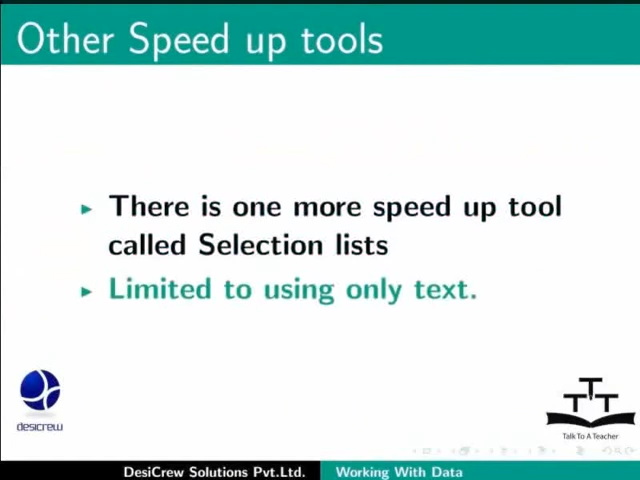 Other Speed up tools
There is one more speed up tool
called Selection lists
Limited to using only text.
desicrew
TTT
Talk To A Teacher
DesiCrew Solutions Pvt.Ltd.
Working With Data